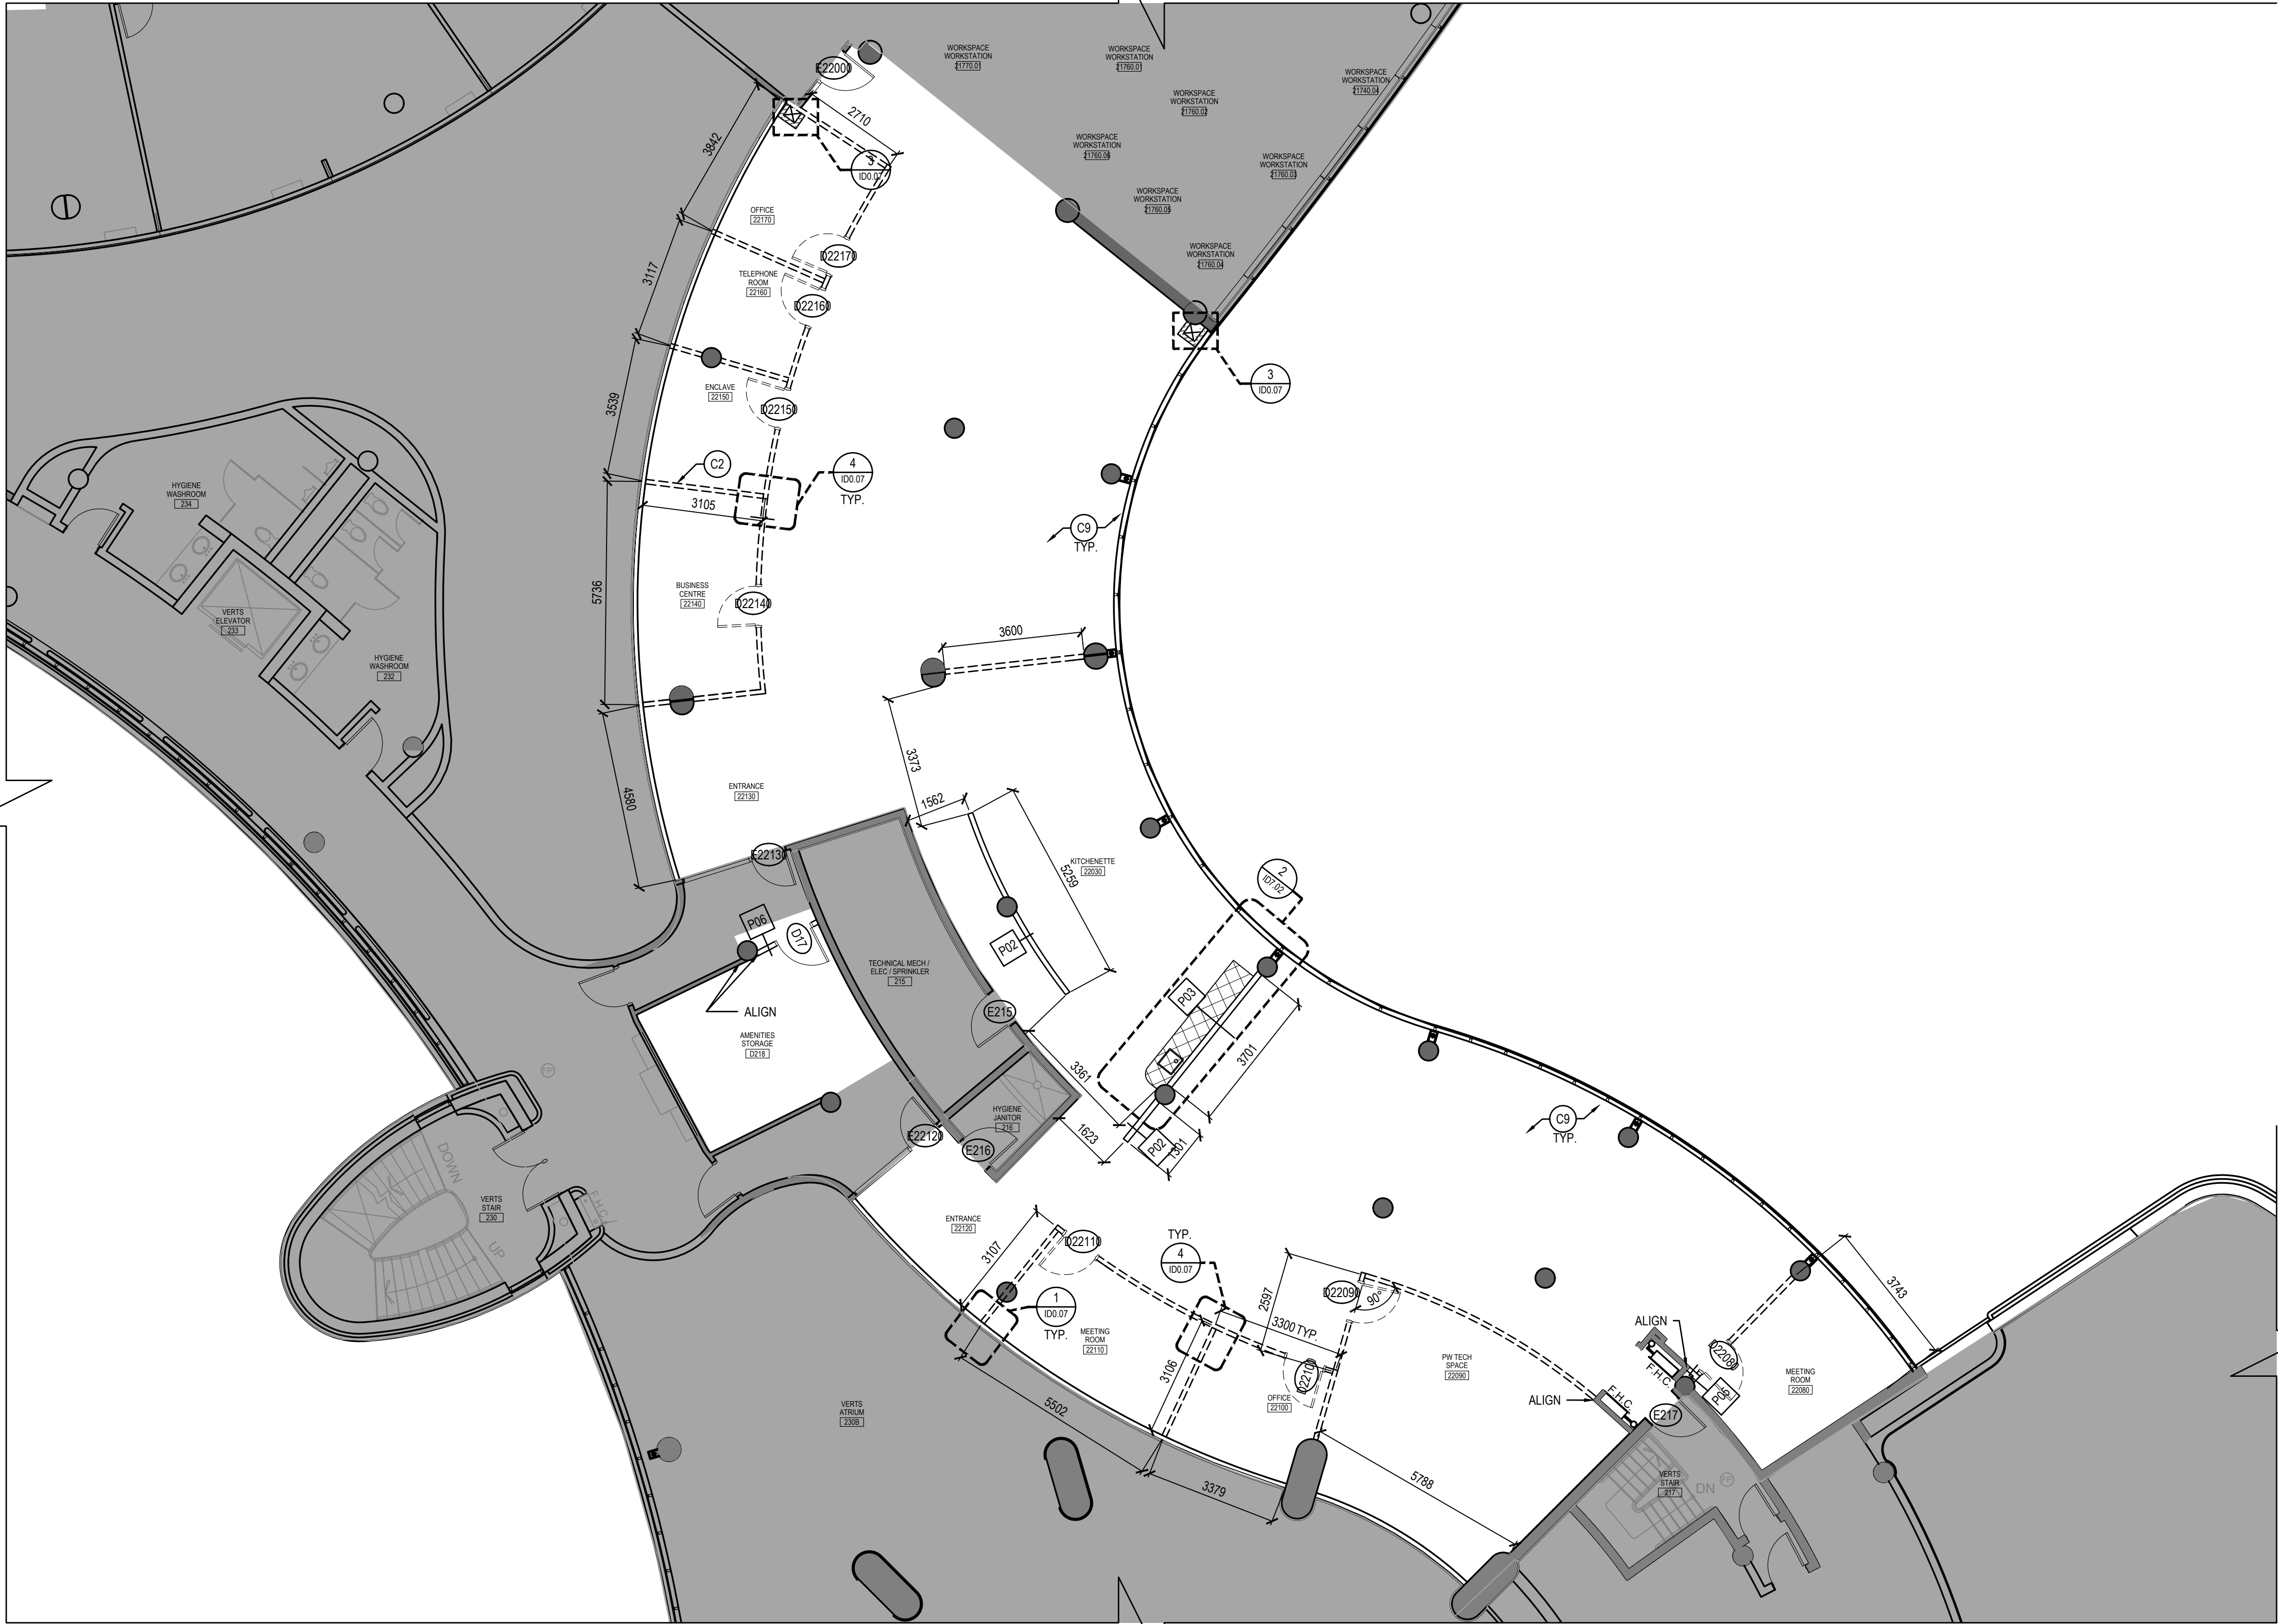 WORKSPACE
WORKSTATION
21770.01
WORKSPACE
WORKSTATION
21760.01
WORKSPACE
WORKSTATION
21740.04
WORKSPACE
WORKSTATION
21760.02
WORKSPACE
WORKSTATION
21760.06
WORKSPACE
WORKSTATION
21760.03
WORKSPACE
WORKSTATION
21760.05
WORKSPACE
WORKSTATION
21760.04
E22000
2710
3842
3
ID0.07
OFFICE
22170
D22170
3117
TELEPHONE
ROOM
22160
D22160
3
ID0.07
3539
ENCLAVE
22150
D22150
C2
4
ID0.07
TYP.
3105
C9
TYP.
HYGIENE
WASHROOM
234
VERTS
ELEVATOR
233
HYGIENE
WASHROOM
232
5736
BUSINESS
CENTRE
22140
D22140
3600
3373
4580
ENTRANCE
22130
1562
E22130
KITCHENETTE
22030
5259
2
ID7.02
P06
D17
P02
TECHNICAL MECH /
ELEC / SPRINKLER
215
ALIGN
E215
P03
AMENITIES
STORAGE
D218
FP
3361
3701
HYGIENE
JANITOR
216
E22120
E216
1623
P02
1301
C9
TYP.
DOWN
VERTS
STAIR
230
UP
F.H.C.
ENTRANCE
22120
3107
D22110
1
ID0.07
TYP.
MEETING
ROOM
22110
TYP.
4
ID0.07
2597
D22090
90°
3300 TYP.
3106
D22100
OFFICE
22100
PW TECH
SPACE
22090
3743
ALIGN
F.H.C.
D22080
MEETING
ROOM
22080
P05
ALIGN
F.H.C.
E217
VERTS
ATRIUM
230B
5502
3379
5788
VERTS
STAIR
217
DN
FP